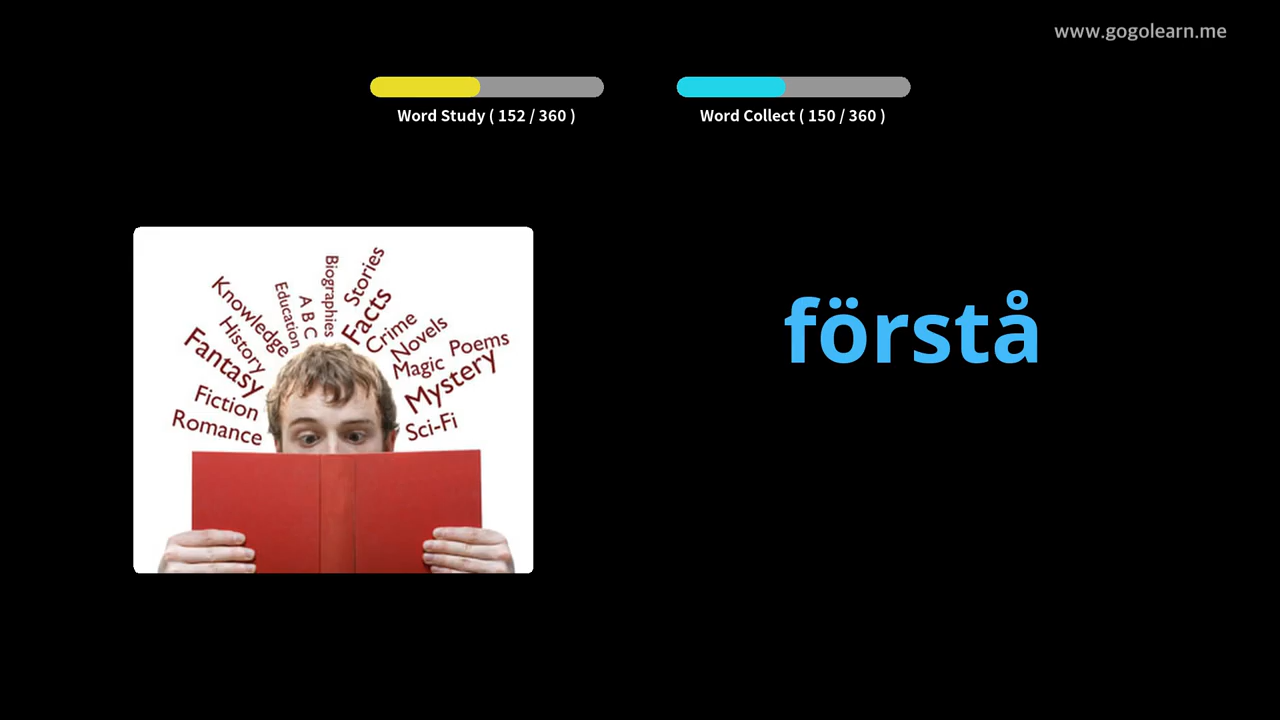 www.gogolearn.me
Word Study ( 152 / 360 )
Word Collect ( 150 / 360 )
Biographies
Stories
Education
A B C
Facts
Knowledge
History
Crime
Novels
Fantasy
Magic
Poems
Mystery
Fiction
Romance
Sci-Fi
förstå